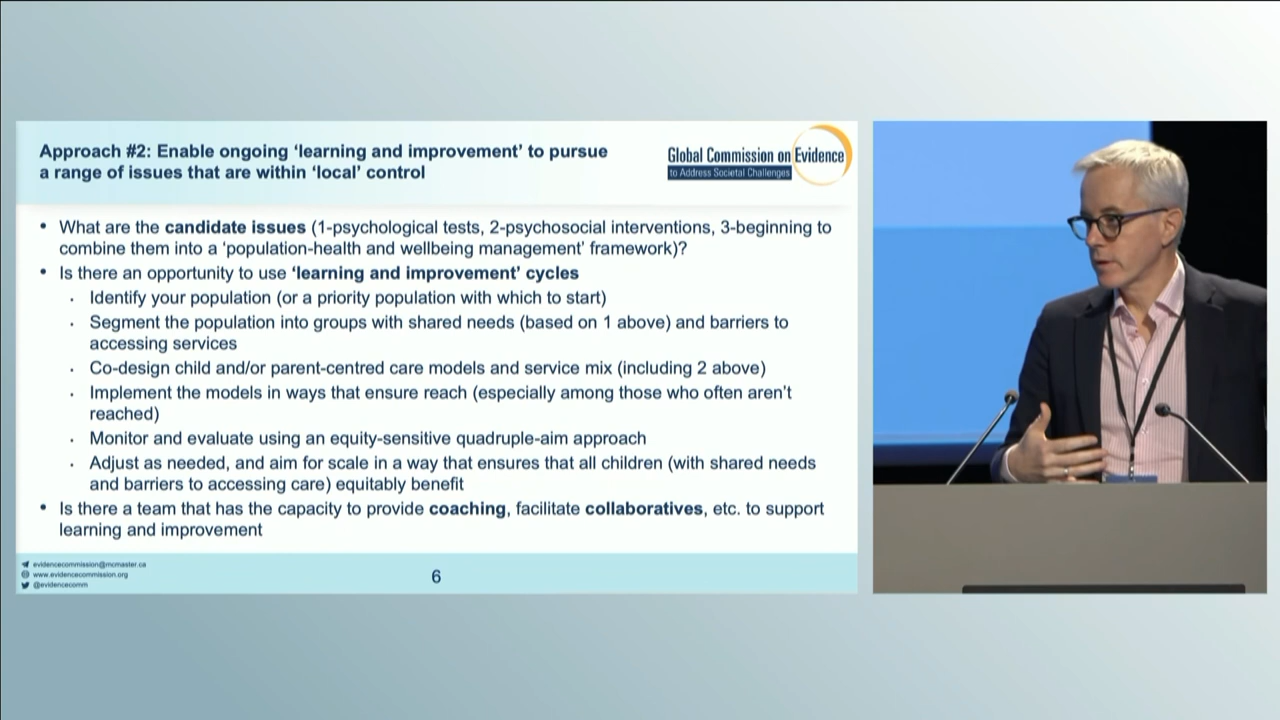 Approach #2: Enable ongoing ‘learning and improvement’ to pursue
a range of issues that are within ‘local’ control
Global Commission on Evidence
to Address Societal Challenges
• What are the candidate issues (1-psychological tests, 2-psychosocial interventions, 3-beginning to
combine them into a ‘population-health and wellbeing management’ framework)?
• Is there an opportunity to use ‘learning and improvement’ cycles
• Identify your population (or a priority population with which to start)
• Segment the population into groups with shared needs (based on 1 above) and barriers to
accessing services
• Co-design child and/or parent-centred care models and service mix (including 2 above)
• Implement the models in ways that ensure reach (especially among those who often aren’t
reached)
• Monitor and evaluate using an equity-sensitive quadruple-aim approach
• Adjust as needed, and aim for scale in a way that ensures that all children (with shared needs
and barriers to accessing care) equitably benefit
• Is there a team that has the capacity to provide coaching, facilitate collaboratives, etc. to support
learning and improvement
evidencecommission@mcmaster.ca
www.evidencecommission.org
@evidencecomm
6